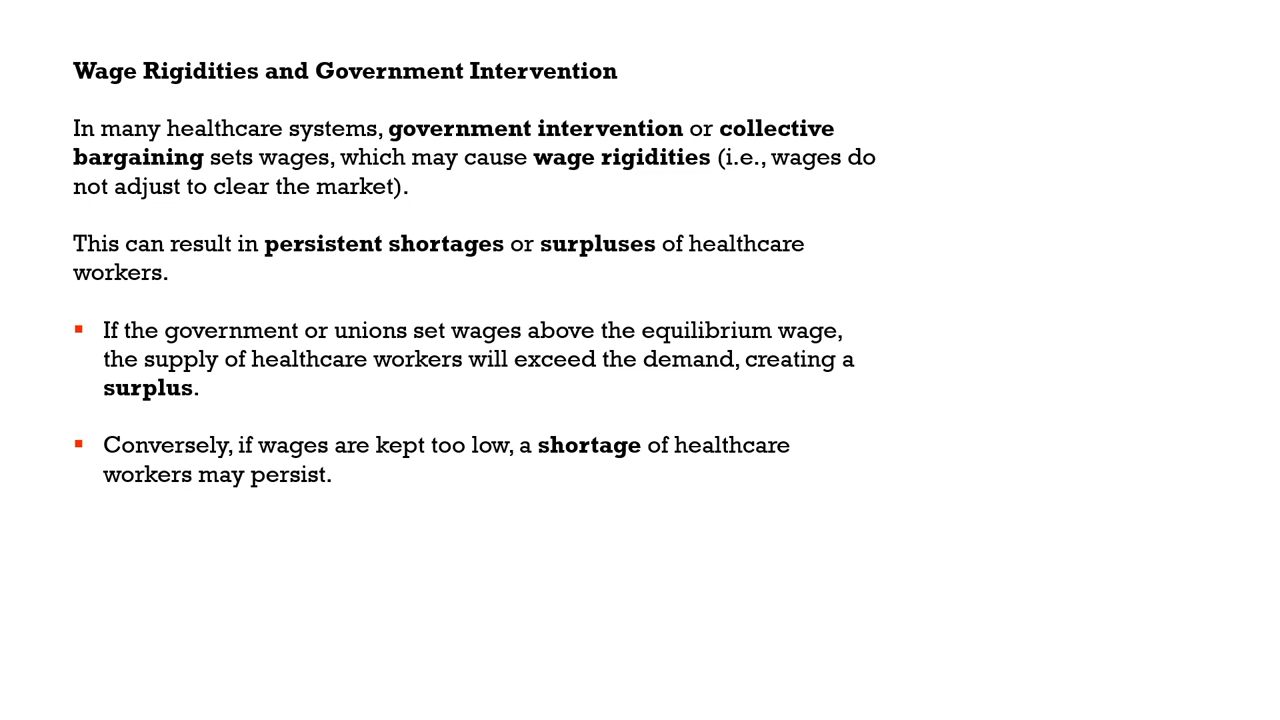 Wage Rigidities and Government Intervention
In many healthcare systems, government intervention or collective
bargaining sets wages, which may cause wage rigidities (i.e., wages do
not adjust to clear the market).
This can result in persistent shortages or surpluses of healthcare
workers.
▪ If the government or unions set wages above the equilibrium wage,
the supply of healthcare workers will exceed the demand, creating a
surplus.
▪ Conversely, if wages are kept too low, a shortage of healthcare
workers may persist.